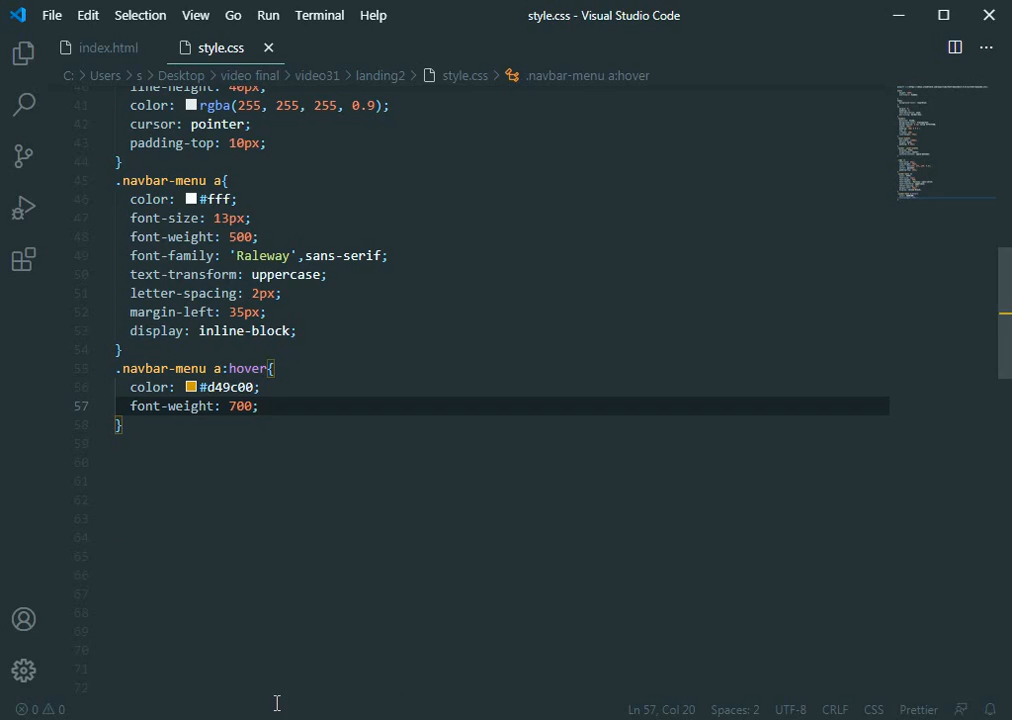 File Edit Selection View Go Run Terminal Help
style.css - Visual Studio Code
index.html
style.css
C: > Users > s > Desktop > video final > video31 > landing2 > style.css > .navbar-menu a:hover
40 line-height: 40px;
41 color: rgba(255, 255, 255, 0.9);
42 cursor: pointer;
43 padding-top: 10px;
44 }
45 .navbar-menu a{
46 color: #fff;
47 font-size: 13px;
48 font-weight: 500;
49 font-family: 'Raleway',sans-serif;
50 text-transform: uppercase;
51 letter-spacing: 2px;
52 margin-left: 35px;
53 display: inline-block;
54 }
55 .navbar-menu a:hover{
56 color: #d49c00;
57 font-weight: 700;
58 }
59
60
61
62
63
64
65
66
67
68
69
70
71
72
0 0 Ln 57, Col 20 Spaces: 2 UTF-8 CRLF CSS Prettier